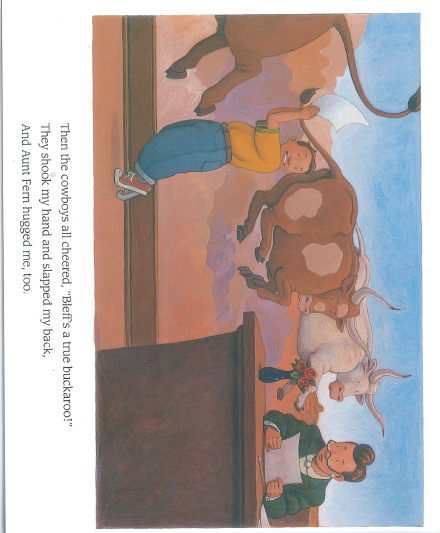 Then the cowboys all cheered, "Bleff's a true buckaroo!"
They shook my hand and slapped my back,
And Aunt Fern hugged me, too.